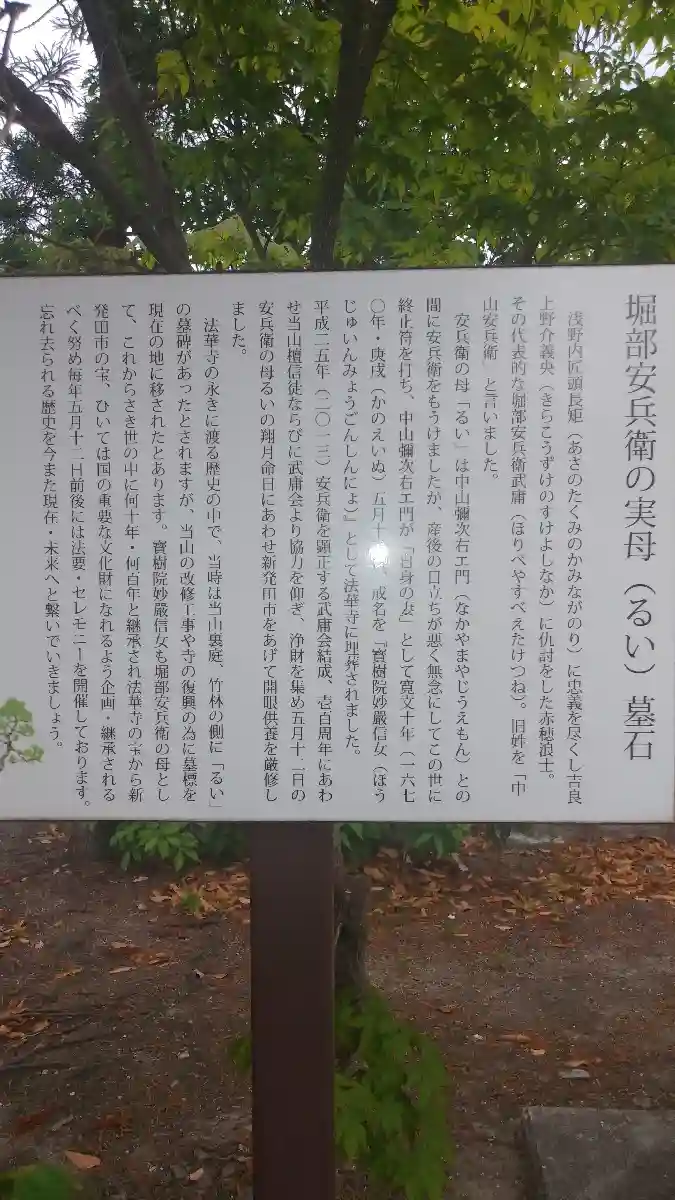 堀部安兵衛の実母（るい）墓石
浅野内匠頭長矩（あさのたくみのかみながのり）に忠義を尽くし吉良
上野介義央（きらこうずけのすけよしなか）に仇討をした赤穂浪士。
その代表的な堀部安兵衛武庸（ほりべやすべえたけつね）。旧姓を「中
山安兵衛」と言いました。
安兵衛の母「るい」は中山彌次右エ門（なかやまやじうえもん）との
間に安兵衛をもうけましたが、産後の日立ちが悪く無念にしてこの世に
終止符を打ち、中山彌次右エ門が「自身の妻」として寛文十年（一六七
〇年・庚戌（かのえいぬ）五月十 、戒名を『寳樹院妙嚴信女（ほう
じゅいんみょうごんしんにょ）』として法華寺に埋葬されました。
平成二五年（二〇一三）安兵衛を顕正する武庸会結成、壱百周年にあわ
せ当山檀信徒ならびに武庸会より協力を仰ぎ、浄財を集め五月十二日の
安兵衛の母るいの翔月命日にあわせ新発田市をあげて開眼供養を厳修し
ました。
法華寺の永きに渡る歴史の中で、当時は当山裏庭、竹林の側に「るい」
の墓碑があったとされますが、当山の改修工事や寺の復興の為に墓標を
現在の地に移されたとあります。寳樹院妙嚴信女も堀部安兵衛の母とし
て、これからさき世の中に何十年・何百年と継承され法華寺の宝から新
発田市の宝、ひいては国の重要な文化財になれるよう企画・継承される
べく努め毎年五月十二日前後には法要・セレモニーを開催しております。
忘れ去られる歴史を今また現在・未来へと繋いでいきましょう。